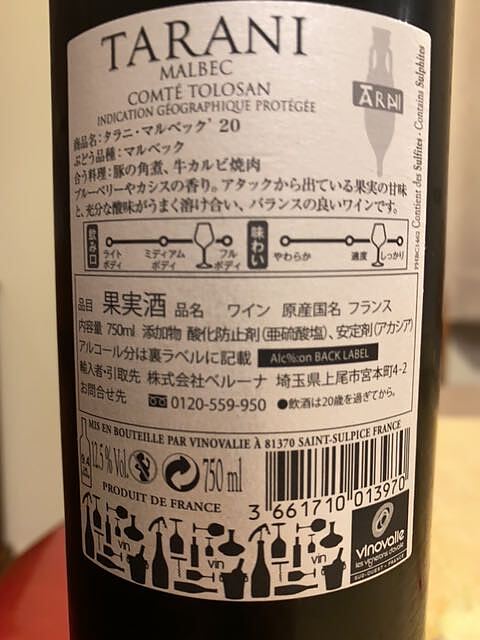 TARANI
MALBEC
COMTÉ TOLOSAN
INDICATION GÉOGRAPHIQUE PROTÉGÉE
ARANI
商品名:タラニ・マルベック' 20
ぶどう品種:マルベック
合う料理:豚の角煮、牛カルビ焼肉
ブルーベリーやカシスの香り。アタックから出ている果実の甘味
と、充分な酸味がうまく溶け合い、バランスの良いワインです。
Contient des Sulfites - Contains Sulphites
飲み口 ライトボディ ミディアムボディ フルボディ 味わい やわらか 適度 しっかり
品目 果実酒 品名 ワイン 原産国名 フランス
内容量 750ml 添加物 酸化防止剤(亜硫酸塩)、安定剤(アカシア)
アルコール分は裏ラベルに記載 Alc%:on BACK LABEL
輸入者・引取先 株式会社ベルーナ 埼玉県上尾市宮本町4-2
お問合せ先 0120-559-950 ●飲酒は20歳を過ぎてから。
MIS EN BOUTEILLE PAR VINOVALIE À 81370 SAINT-SULPICE FRANCE
12.5% Vol. 750 ml
PRODUIT DE FRANCE
3 661710 013970
vin vin vin
vinovalie
les vignerons d'ovalie
SUD-OUEST - FRANCE